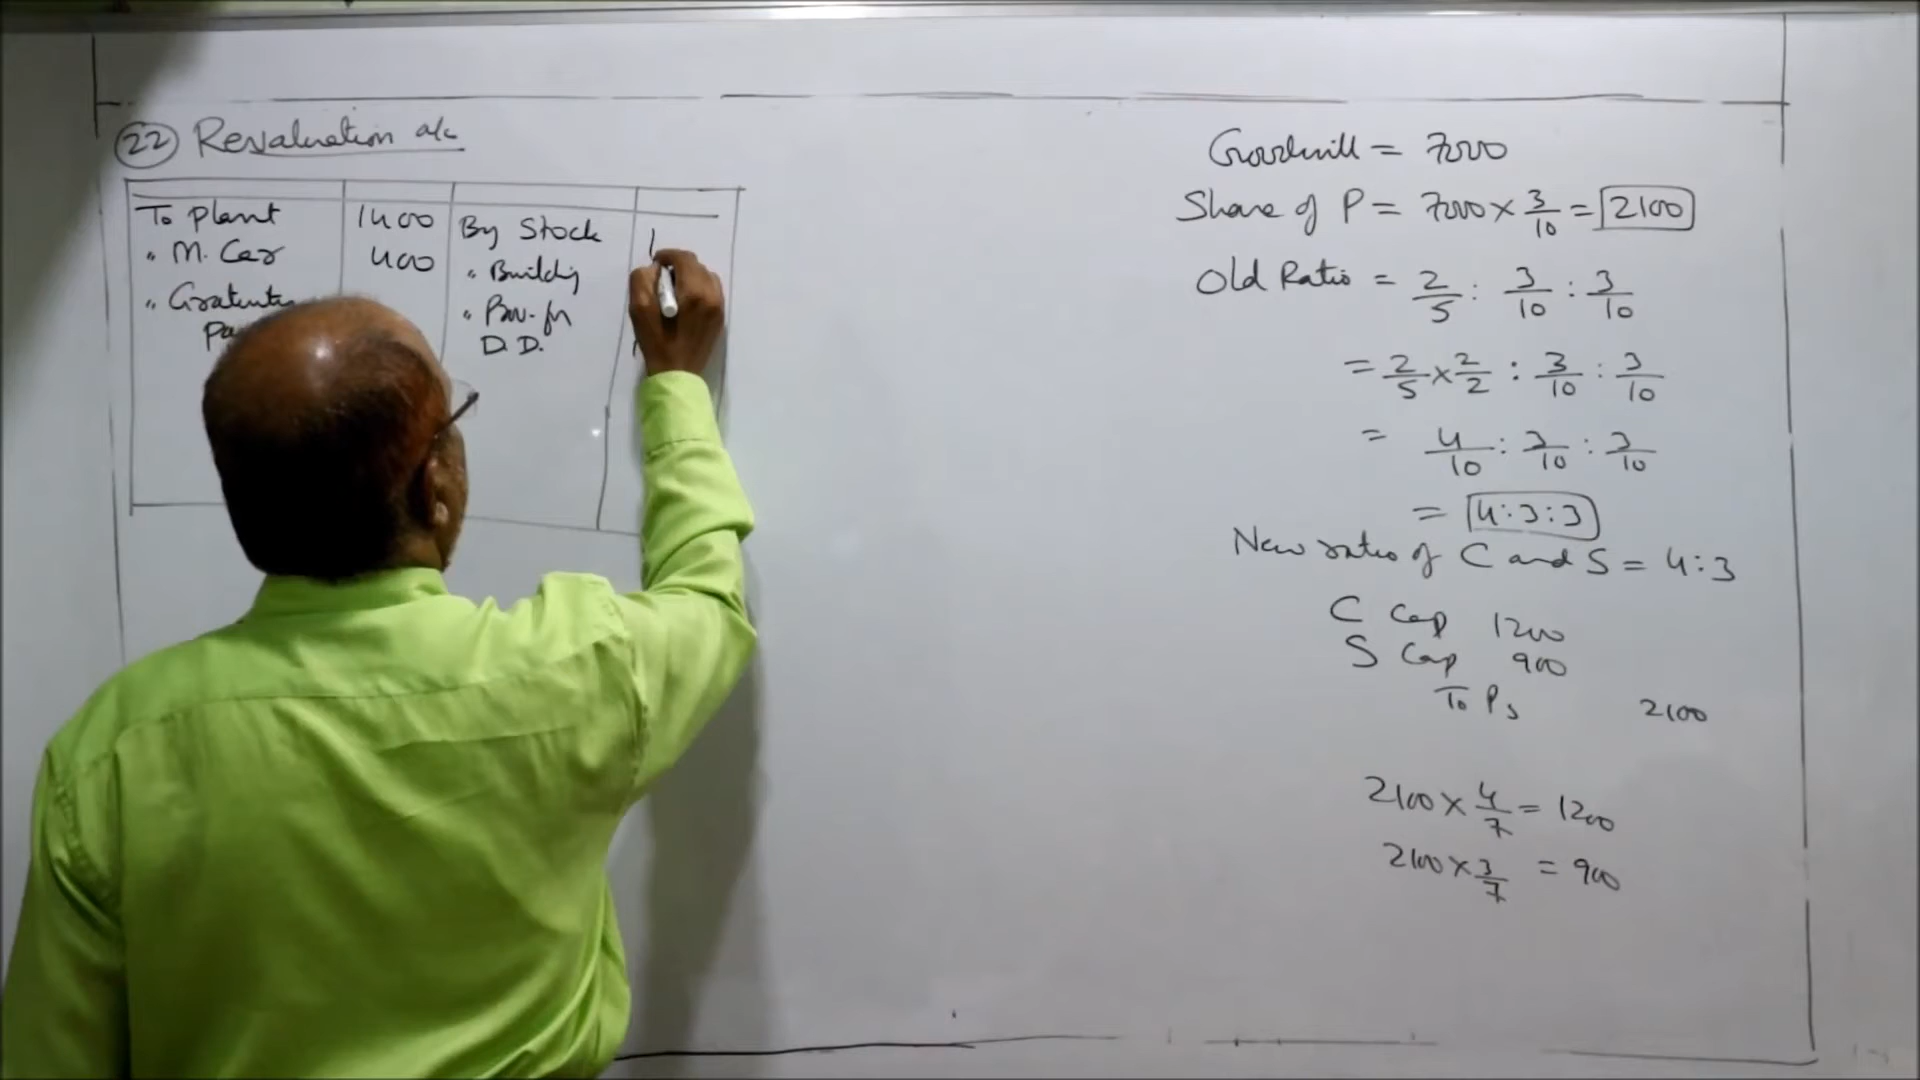 22 Revaluation a/c
To plant 1400 By Stock
" M. Car 400 " Building
" Prov. for
D. D.
Goodwill = 7000
Share of P = 7000 × 3/10 = 2100
Old Ratio = 2/5 : 3/10 : 3/10
= 2/5 × 2/2 : 3/10 : 3/10
= 4/10 : 3/10 : 3/10
= 4:3:3
New ratio of C and S = 4:3
C Cap 1200
S Cap 900
To Ps 2100
2100 × 4/7 = 1200
2100 × 3/7 = 900